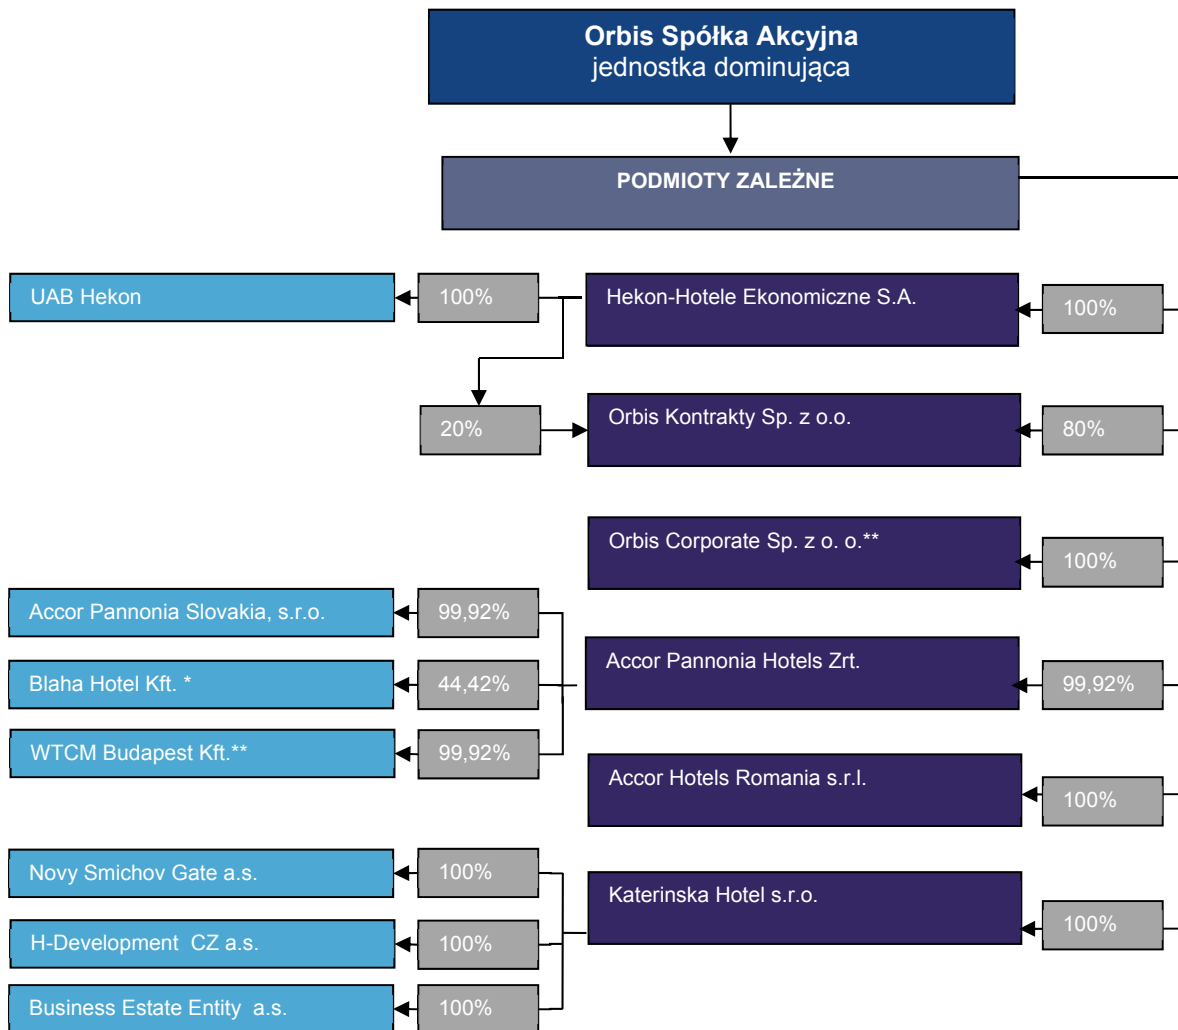 Orbis Spółka Akcyjna
jednostka dominująca
PODMIOTY ZALEŻNE
UAB Hekon
100%
Hekon-Hotele Ekonomiczne S.A.
100%
20%
Orbis Kontrakty Sp. z o.o.
80%
Orbis Corporate Sp. z o. o.**
100%
Accor Pannonia Slovakia, s.r.o.
99,92%
Blaha Hotel Kft. *
44,42%
Accor Pannonia Hotels Zrt.
99,92%
WTCM Budapest Kft.**
99,92%
Accor Hotels Romania s.r.l.
100%
Novy Smichov Gate a.s.
100%
Katerinska Hotel s.r.o.
100%
H-Development CZ a.s.
100%
Business Estate Entity a.s.
100%